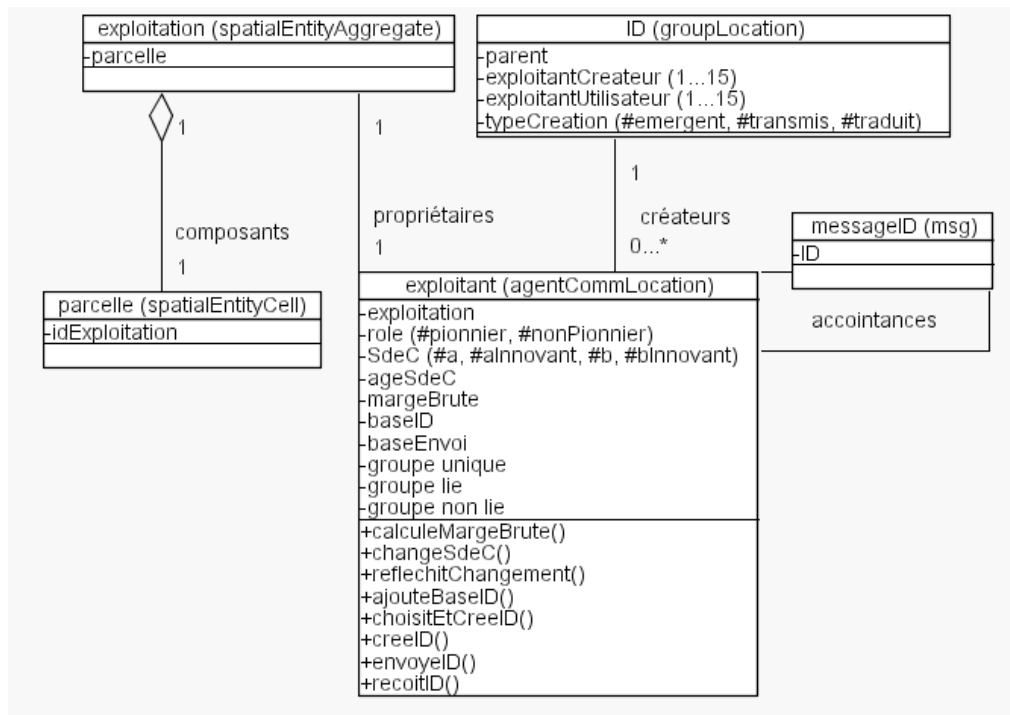 exploitation (spatialEntityAggregate)
-parcelle
ID (groupLocation)
-parent
-exploitantCreateur (1...15)
-exploitantUtilisateur (1...15)
-typeCreation (#emergent, #transmis, #traduit)
1
1
1
composants
propriétaires
créateurs
1
1
0...*
messageID (msg)
-ID
accointances
parcelle (spatialEntityCell)
-idExploitation
exploitant (agentCommLocation)
-exploitation
-role (#pionnier, #nonPionnier)
-SdeC (#a, #aInnovant, #b, #bInnovant)
-ageSdeC
-margeBrute
-baseID
-baseEnvoi
-groupe unique
-groupe lie
-groupe non lie
+calculeMargeBrute()
+changeSdeC()
+reflechitChangement()
+ajouteBaseID()
+choisitEtCreeID()
+creeID()
+envoyeID()
+recoitID()